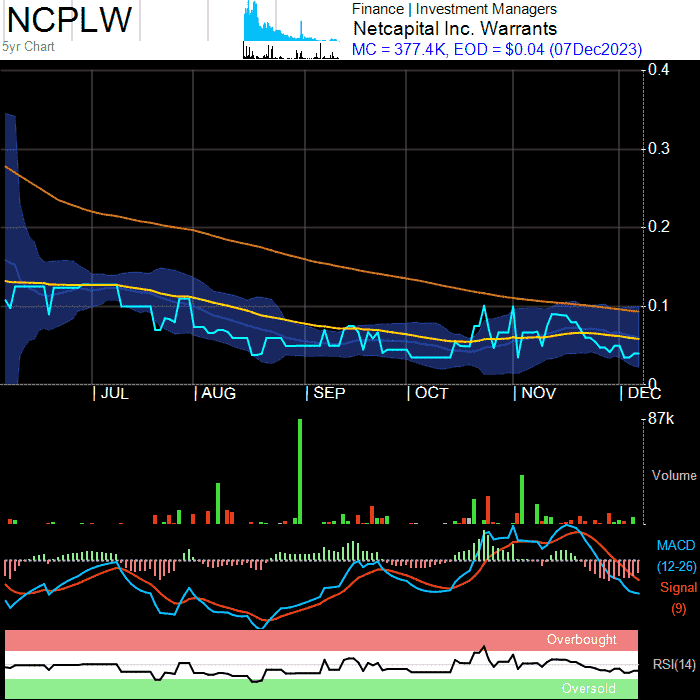 NCPLW
5yr Chart
Finance | Investment Managers
Netcapital Inc. Warrants
MC = 377.4K, EOD = $0.04 (07Dec2023)
0.4
0.3
0.2
0.1
0
| JUL | AUG | SEP | OCT | NOV | DEC
87k
Volume
MACD
(12-26)
Signal
(9)
Overbought
RSI(14)
Oversold